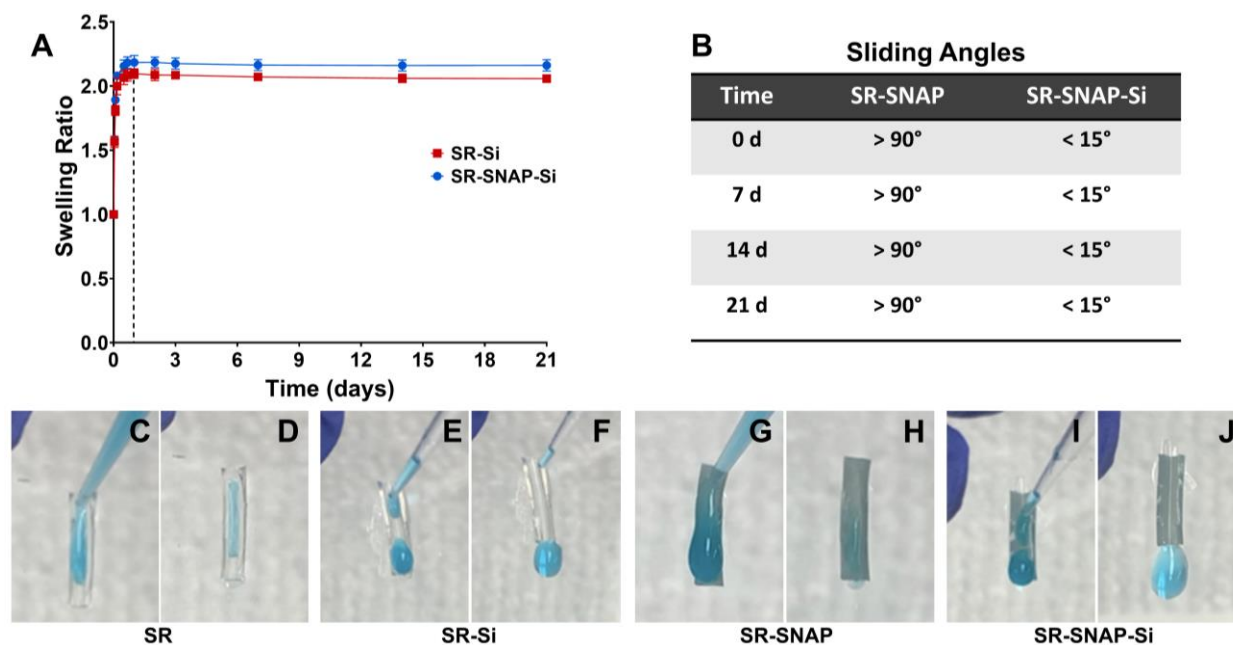 A
2.5
2.0
1.5
1.0
0.5
0.0
Swelling Ratio
0 3 6 9 12 15 18 21
Time (days)
SR-Si
SR-SNAP-Si
B
Sliding Angles
Time SR-SNAP SR-SNAP-Si
0 d > 90° < 15°
7 d > 90° < 15°
14 d > 90° < 15°
21 d > 90° < 15°
C D E F G H I J
SR SR-Si SR-SNAP SR-SNAP-Si